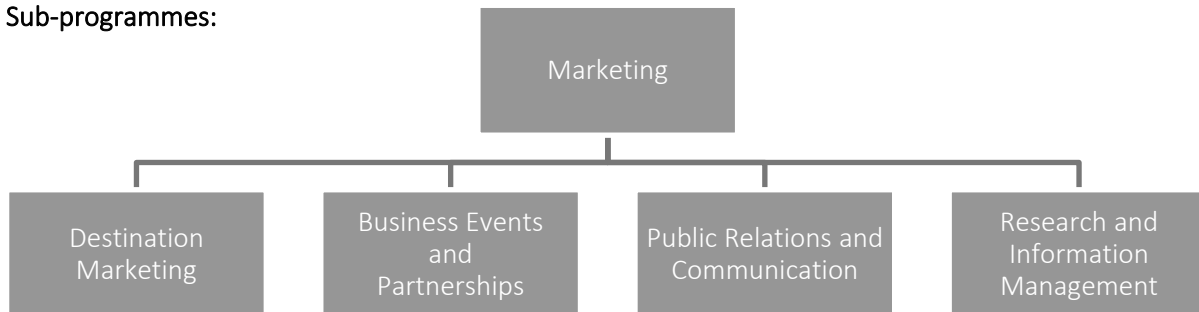 Sub-programmes:
Marketing
Destination
Marketing
Business Events
and
Partnerships
Public Relations and
Communication
Research and
Information
Management